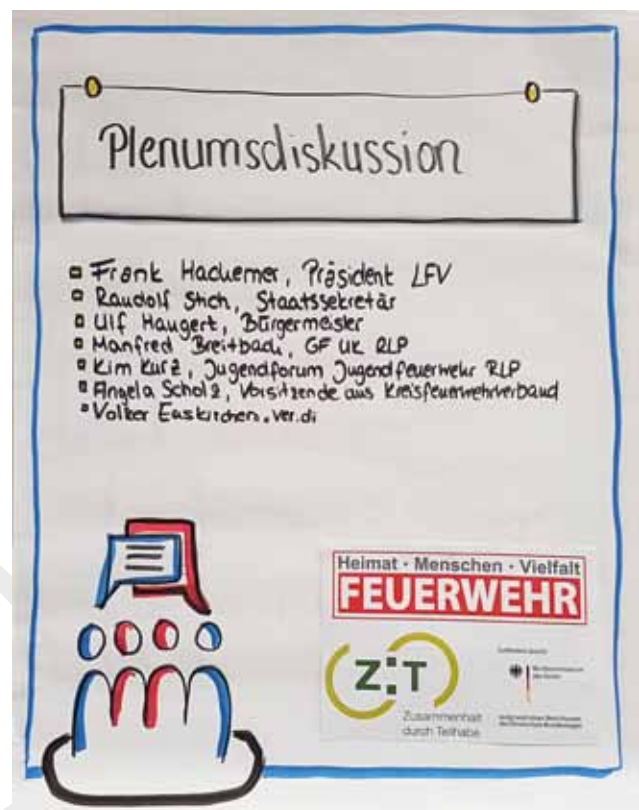 Plenumsdiskussion
Frank Hachemer, Präsident LFV
Raudolf Stich, Staatssekretär
Ulf Haugert, Bürgermeister
Manfred Breitbach, GF UK RLP
Kim Kurz, Jugendforum Jugendfeuerwehr RLP
Angela Scholz, Vorsitzende aus Kreisfeuerwehrverband
Volker Euskirchen, ver.di
Heimat · Menschen · Vielfalt
FEUERWEHR
Z:T
Zusammenhalt
durch Teilhabe